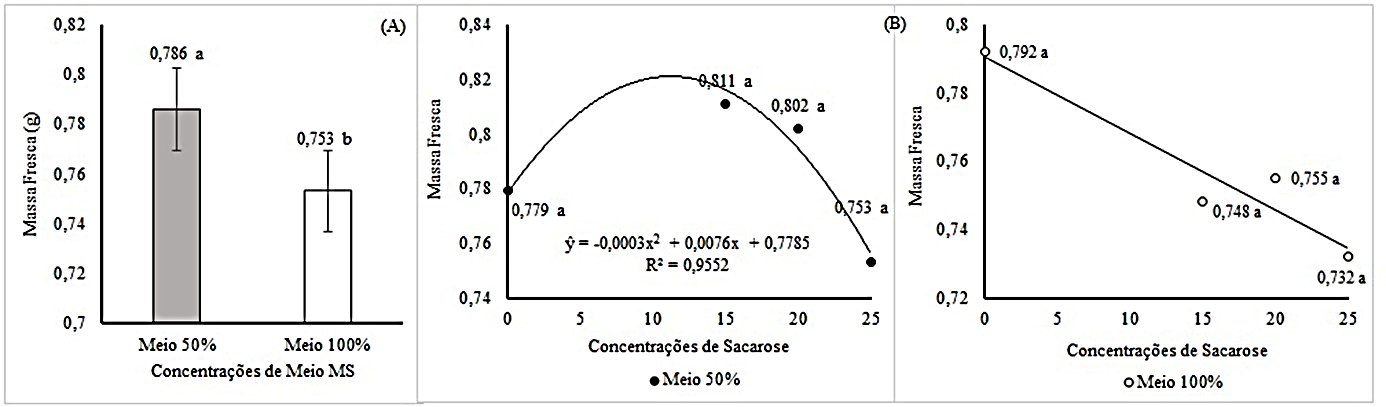 (A)
Massa Fresca (g)
0,82
0,8
0,78
0,76
0,74
0,72
0,7
0,786 a
0,753 b
Meio 50%
Meio 100%
Concentrações de Meio MS
(B)
Massa Fresca
0,84
0,82
0,8
0,78
0,76
0,74
0,779 a
0,811 a
0,802 a
0,753 a
ŷ = -0,0003x² + 0,0076x + 0,7785
R² = 0,9552
0 5 10 15 20 25
Concentrações de Sacarose
Meio 50%
Massa Fresca
0,8
0,78
0,76
0,74
0,72
0,792 a
0,748 a
0,755 a
0,732 a
0 5 10 15 20 25
Concentrações de Sacarose
Meio 100%